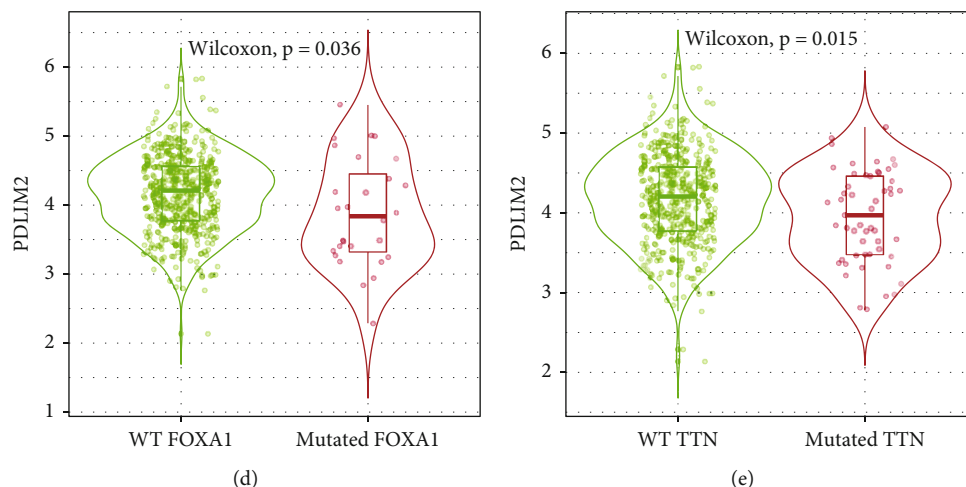 Wilcoxon, p = 0.036
PDLIM2
6
5
4
3
2
1
WT FOXA1
Mutated FOXA1
(d)
Wilcoxon, p = 0.015
PDLIM2
6
5
4
3
2
WT TTN
Mutated TTN
(e)